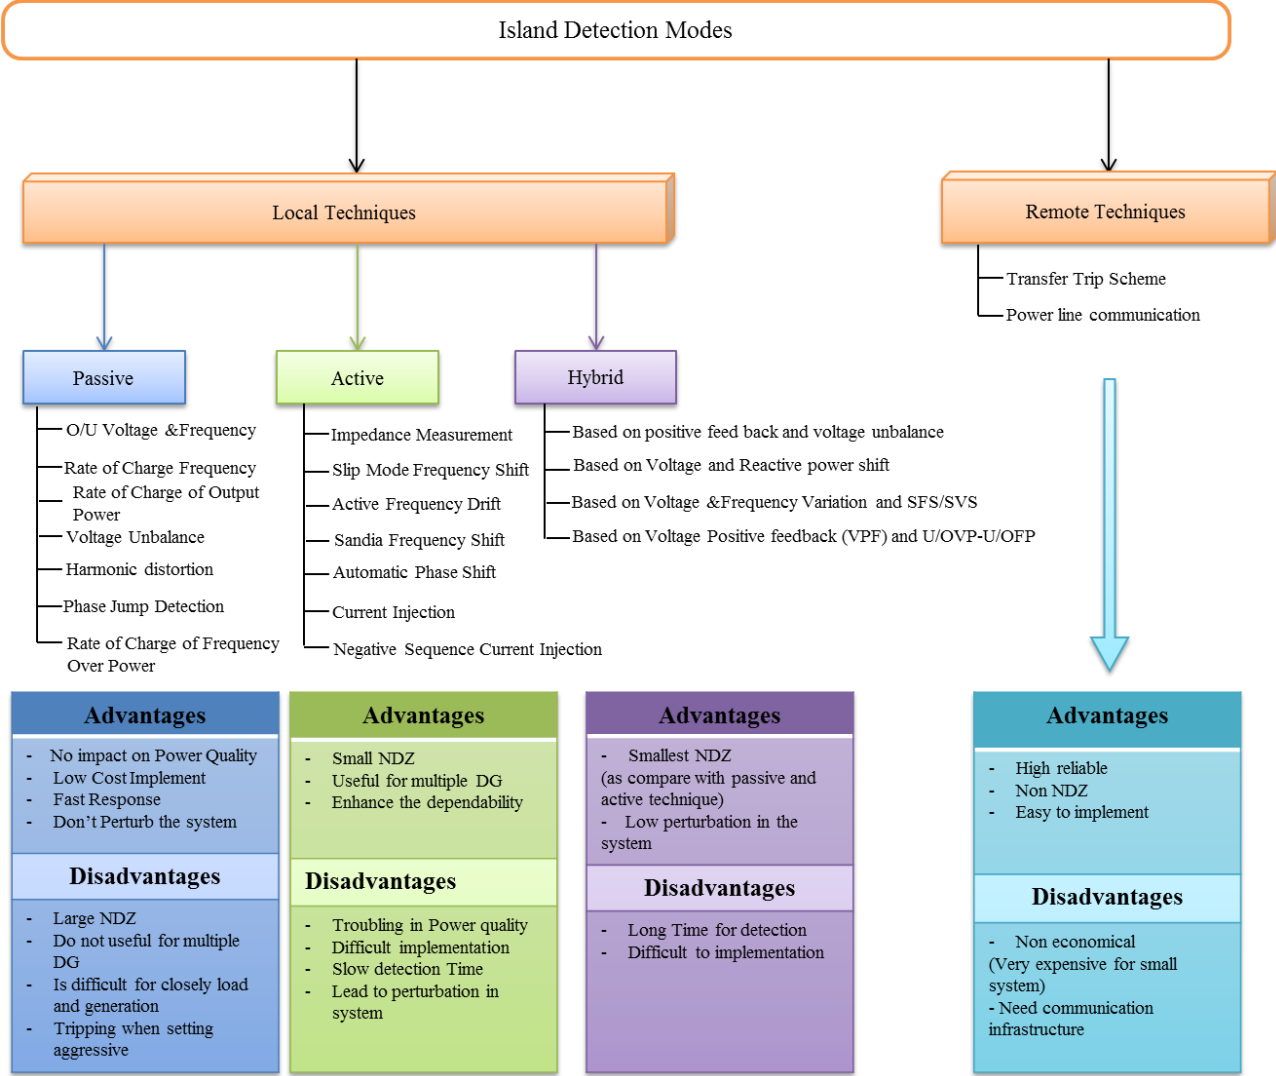 Island Detection Modes
Local Techniques
Remote Techniques
Transfer Trip Scheme
Power line communication
Passive
O/U Voltage &Frequency
Rate of Charge Frequency
Rate of Charge of Output
Power
Voltage Unbalance
Harmonic distortion
Phase Jump Detection
Rate of Charge of Frequency
Over Power
Active
Impedance Measurement
Slip Mode Frequency Shift
Active Frequency Drift
Sandia Frequency Shift
Automatic Phase Shift
Current Injection
Negative Sequence Current Injection
Hybrid
Based on positive feed back and voltage unbalance
Based on Voltage and Reactive power shift
Based on Voltage &Frequency Variation and SFS/SVS
Based on Voltage Positive feedback (VPF) and U/OVP-U/OFP
Advantages
- No impact on Power Quality
- Low Cost Implement
- Fast Response
- Don't Perturb the system
Disadvantages
- Large NDZ
- Do not useful for multiple
DG
- Is difficult for closely load
and generation
- Tripping when setting
aggressive
Advantages
- Small NDZ
- Useful for multiple DG
- Enhance the dependability
Disadvantages
- Troubling in Power quality
- Difficult implementation
- Slow detection Time
- Lead to perturbation in
system
Advantages
- Smallest NDZ
(as compare with passive and
active technique)
- Low perturbation in the
system
Disadvantages
- Long Time for detection
- Difficult to implementation
Advantages
- High reliable
- Non NDZ
- Easy to implement
Disadvantages
- Non economical
(Very expensive for small
system)
- Need communication
infrastructure